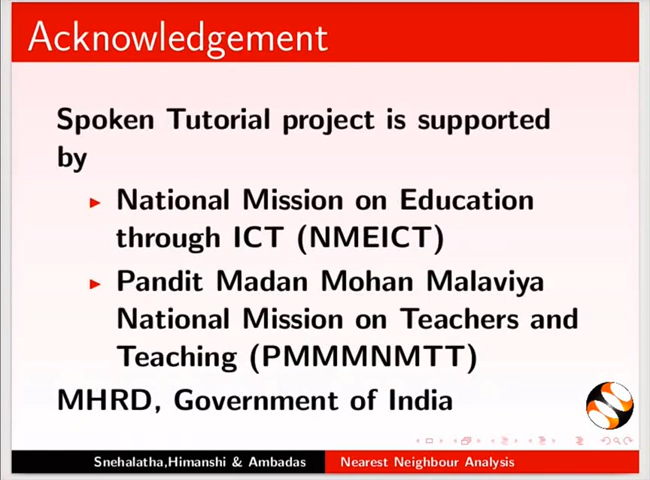 Acknowledgement
Spoken Tutorial project is supported
by
National Mission on Education
through ICT (NMEICT)
Pandit Madan Mohan Malaviya
National Mission on Teachers and
Teaching (PMMMNMTT)
MHRD, Government of India
Snehalatha,Himanshi & Ambadas Nearest Neighbour Analysis